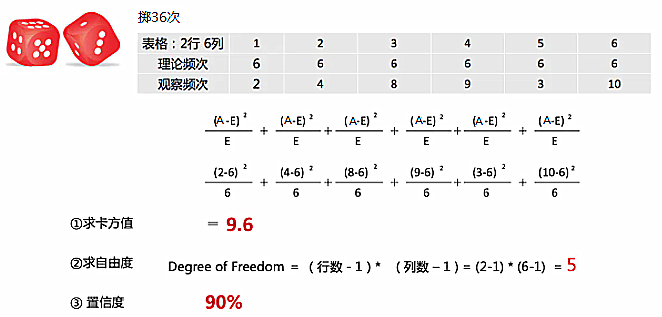 掷36次
表格：2行 6列 1 2 3 4 5 6
理论频次 6 6 6 6 6 6
观察频次 2 4 8 9 3 10
(A-E)² / E + (A-E)² / E + (A-E)² / E + (A-E)² / E + (A-E)² / E + (A-E)² / E
(2-6)² / 6 + (4-6)² / 6 + (8-6)² / 6 + (9-6)² / 6 + (3-6)² / 6 + (10-6)² / 6
①求卡方值 = 9.6
②求自由度 Degree of Freedom = （行数-1）* （列数-1）= (2-1)*(6-1) = 5
③ 置信度 90%